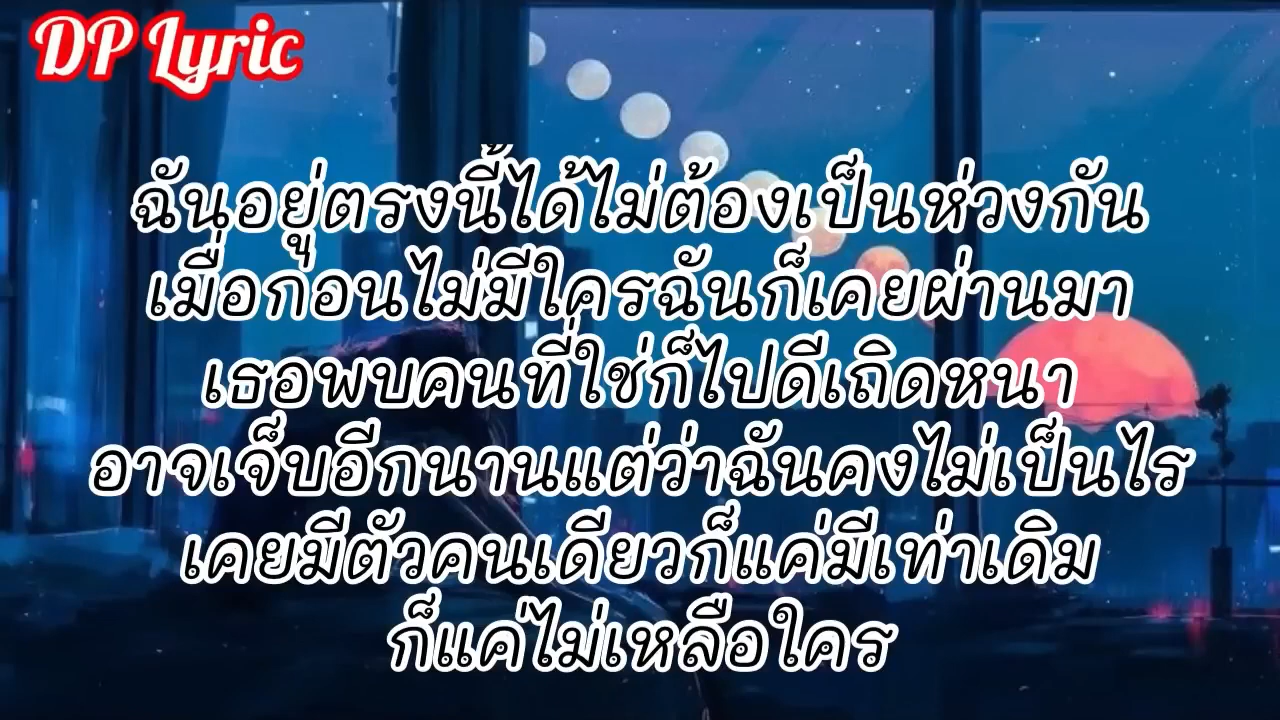 DP Lyric
ฉันอยู่ตรงนี้ได้ไม่ต้องเป็นห่วงกัน
เมื่อก่อนไม่มีใครฉันก็เคยผ่านมา
เธอพบคนที่ใช่ก็ไปดีเถิดหนา
อาจเจ็บอีกนานแต่ว่าฉันคงไม่เป็นไร
เคยมีตัวคนเดียวก็แค่มีเท่าเดิม
ก็แค่ไม่เหลือใคร